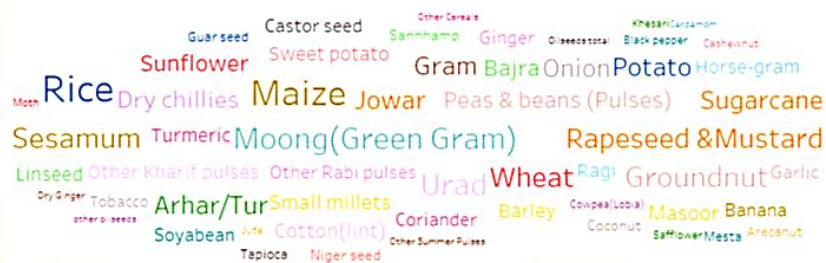 Other Cereals
Castor seed Khesari Cardamom
Guar seed Sannhamp Ginger Oilseeds total Black pepper Cashewnut
Sunflower Sweet potato Gram Bajra Onion Potato Horse-gram
Moth Rice Dry chillies Maize Jowar Peas & beans (Pulses) Sugarcane
Sesamum Turmeric Moong(Green Gram) Rapeseed &Mustard
Linseed Other Kharif pulses Other Rabi pulses Urad Wheat Ragi Groundnut Garlic
Dry Ginger Tobacco Arhar/Tur Small millets Barley Cowpea(Lobia) Masoor Banana
other oilseeds Soyabean Jute Cotton(lint) Coriander Coconut Safflower Mesta Arecanut
Other Summer Pulses
Tapioca Niger seed